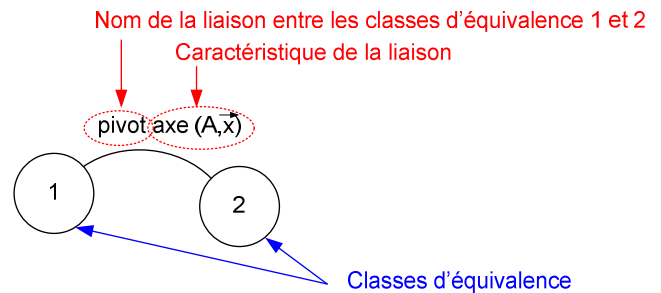 Nom de la liaison entre les classes d’équivalence 1 et 2
Caractéristique de la liaison
pivot axe (A,x⃗)
1
2
Classes d’équivalence